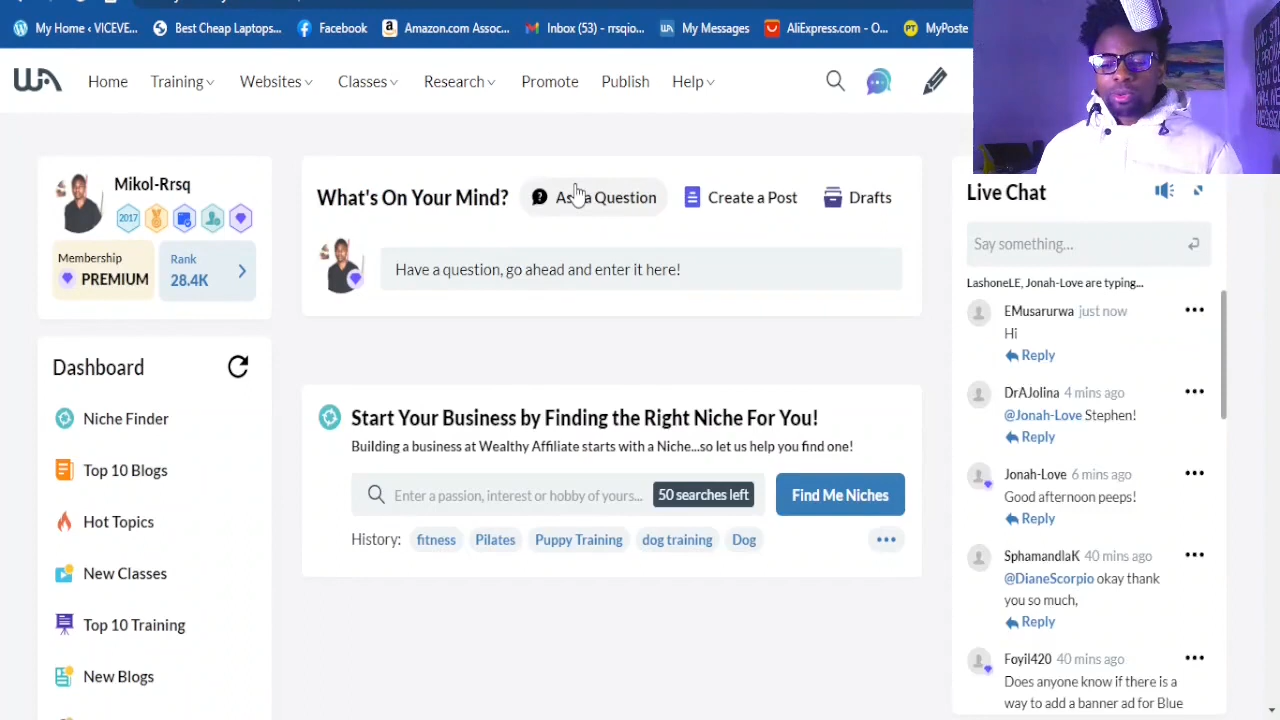 My Home ‹ VICEVE...
Best Cheap Laptops...
Facebook
Amazon.com Assoc...
Inbox (53) – rrsqio...
WA My Messages
AliExpress.com - O...
PT MyPoste
WA
Home
Training
Websites
Classes
Research
Promote
Publish
Help
Mikol-Rrsq
2017
Membership
PREMIUM
Rank
28.4K
What's On Your Mind?
Ask a Question
Create a Post
Drafts
Have a question, go ahead and enter it here!
Dashboard
Niche Finder
Top 10 Blogs
Hot Topics
New Classes
Top 10 Training
New Blogs
Start Your Business by Finding the Right Niche For You!
Building a business at Wealthy Affiliate starts with a Niche...so let us help you find one!
Enter a passion, interest or hobby of yours...
50 searches left
Find Me Niches
History: fitness Pilates Puppy Training dog training Dog
Live Chat
Say something...
LashoneLE, Jonah-Love are typing...
EMusarurwa just now
Hi
Reply
DrAJolina 4 mins ago
@Jonah-Love Stephen!
Reply
Jonah-Love 6 mins ago
Good afternoon peeps!
Reply
SphamandlaK 40 mins ago
@DianeScorpio okay thank
you so much,
Reply
Foyil420 40 mins ago
Does anyone know if there is a
way to add a banner ad for Blue